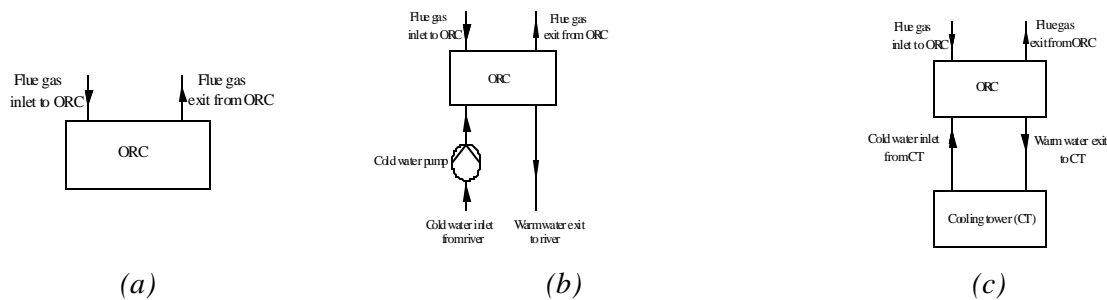 Flue gas
inlet to ORC
Flue gas
exit from ORC
ORC
(a)
Flue gas
inlet to ORC
Flue gas
exit from ORC
ORC
Cold water pump
Cold water inlet
from river
Warm water exit
to river
(b)
Flue gas
inlet to ORC
Flue gas
exit from ORC
ORC
Cold water inlet
from CT
Warm water exit
to CT
Cooling tower (CT)
(c)